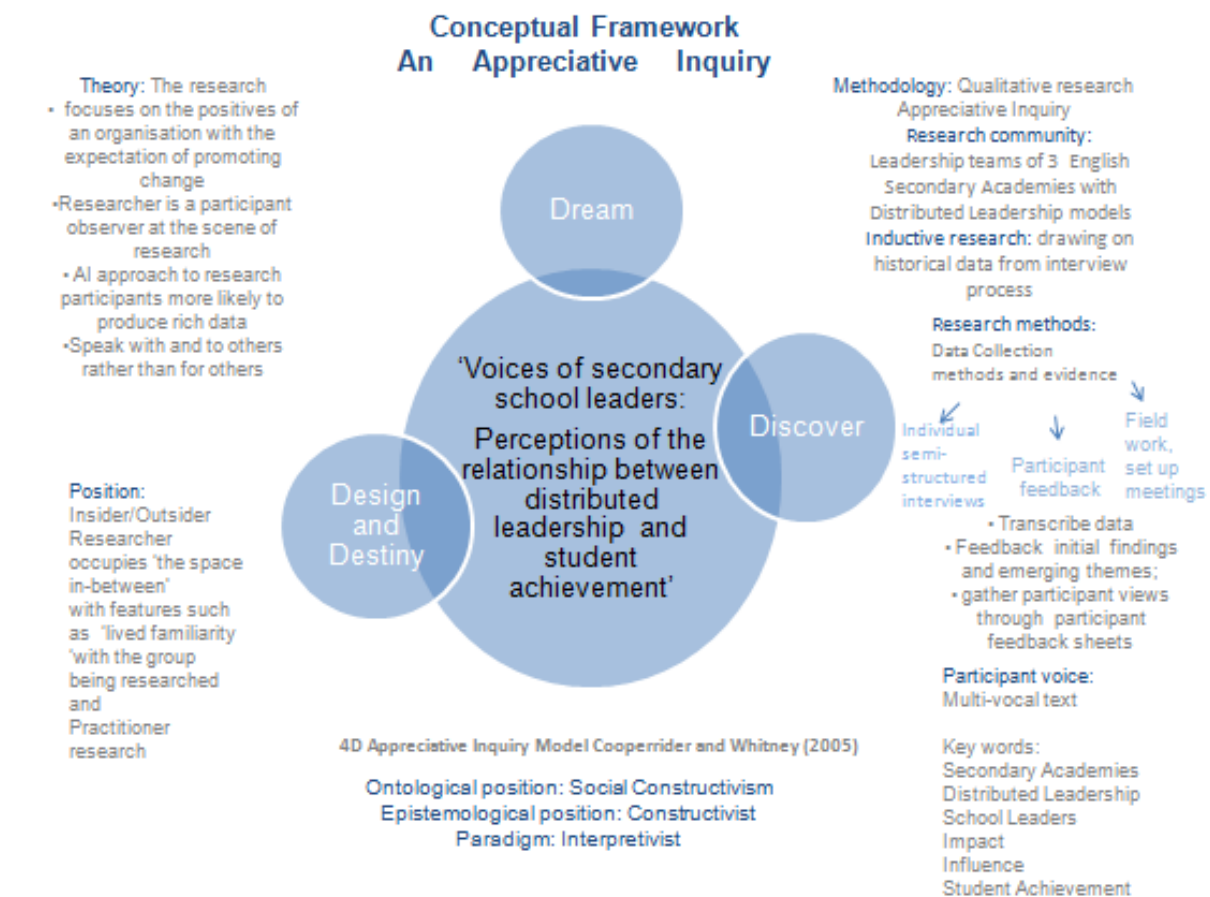 Conceptual Framework
An Appreciative Inquiry
Theory: The research
• focuses on the positives of
an organisation with the
expectation of promoting
change
•Researcher is a participant
observer at the scene of
research
• AI approach to research
participants more likely to
produce rich data
•Speak with and to others
rather than for others
Position:
Insider/Outsider
Researcher
occupies 'the space
in-between'
with features such
as 'lived familiarity
'with the group
being researched
and
Practitioner
research
Dream
'Voices of secondary
school leaders:
Perceptions of the
relationship between
distributed
leadership and
student
achievement'
Discover
Design
and
Destiny
4D Appreciative Inquiry Model Cooperrider and Whitney (2005)
Ontological position: Social Constructivism
Epistemological position: Constructivist
Paradigm: Interpretivist
Methodology: Qualitative research
Appreciative Inquiry
Research community:
Leadership teams of 3 English
Secondary Academies with
Distributed Leadership models
Inductive research: drawing on
historical data from interview
process
Research methods:
Data Collection
methods and evidence
Individual
semi-
structured
interviews
Participant
feedback
Field
work,
set up
meetings
• Transcribe data
• Feedback initial findings
and emerging themes;
• gather participant views
through participant
feedback sheets
Participant voice:
Multi-vocal text
Key words:
Secondary Academies
Distributed Leadership
School Leaders
Impact
Influence
Student Achievement